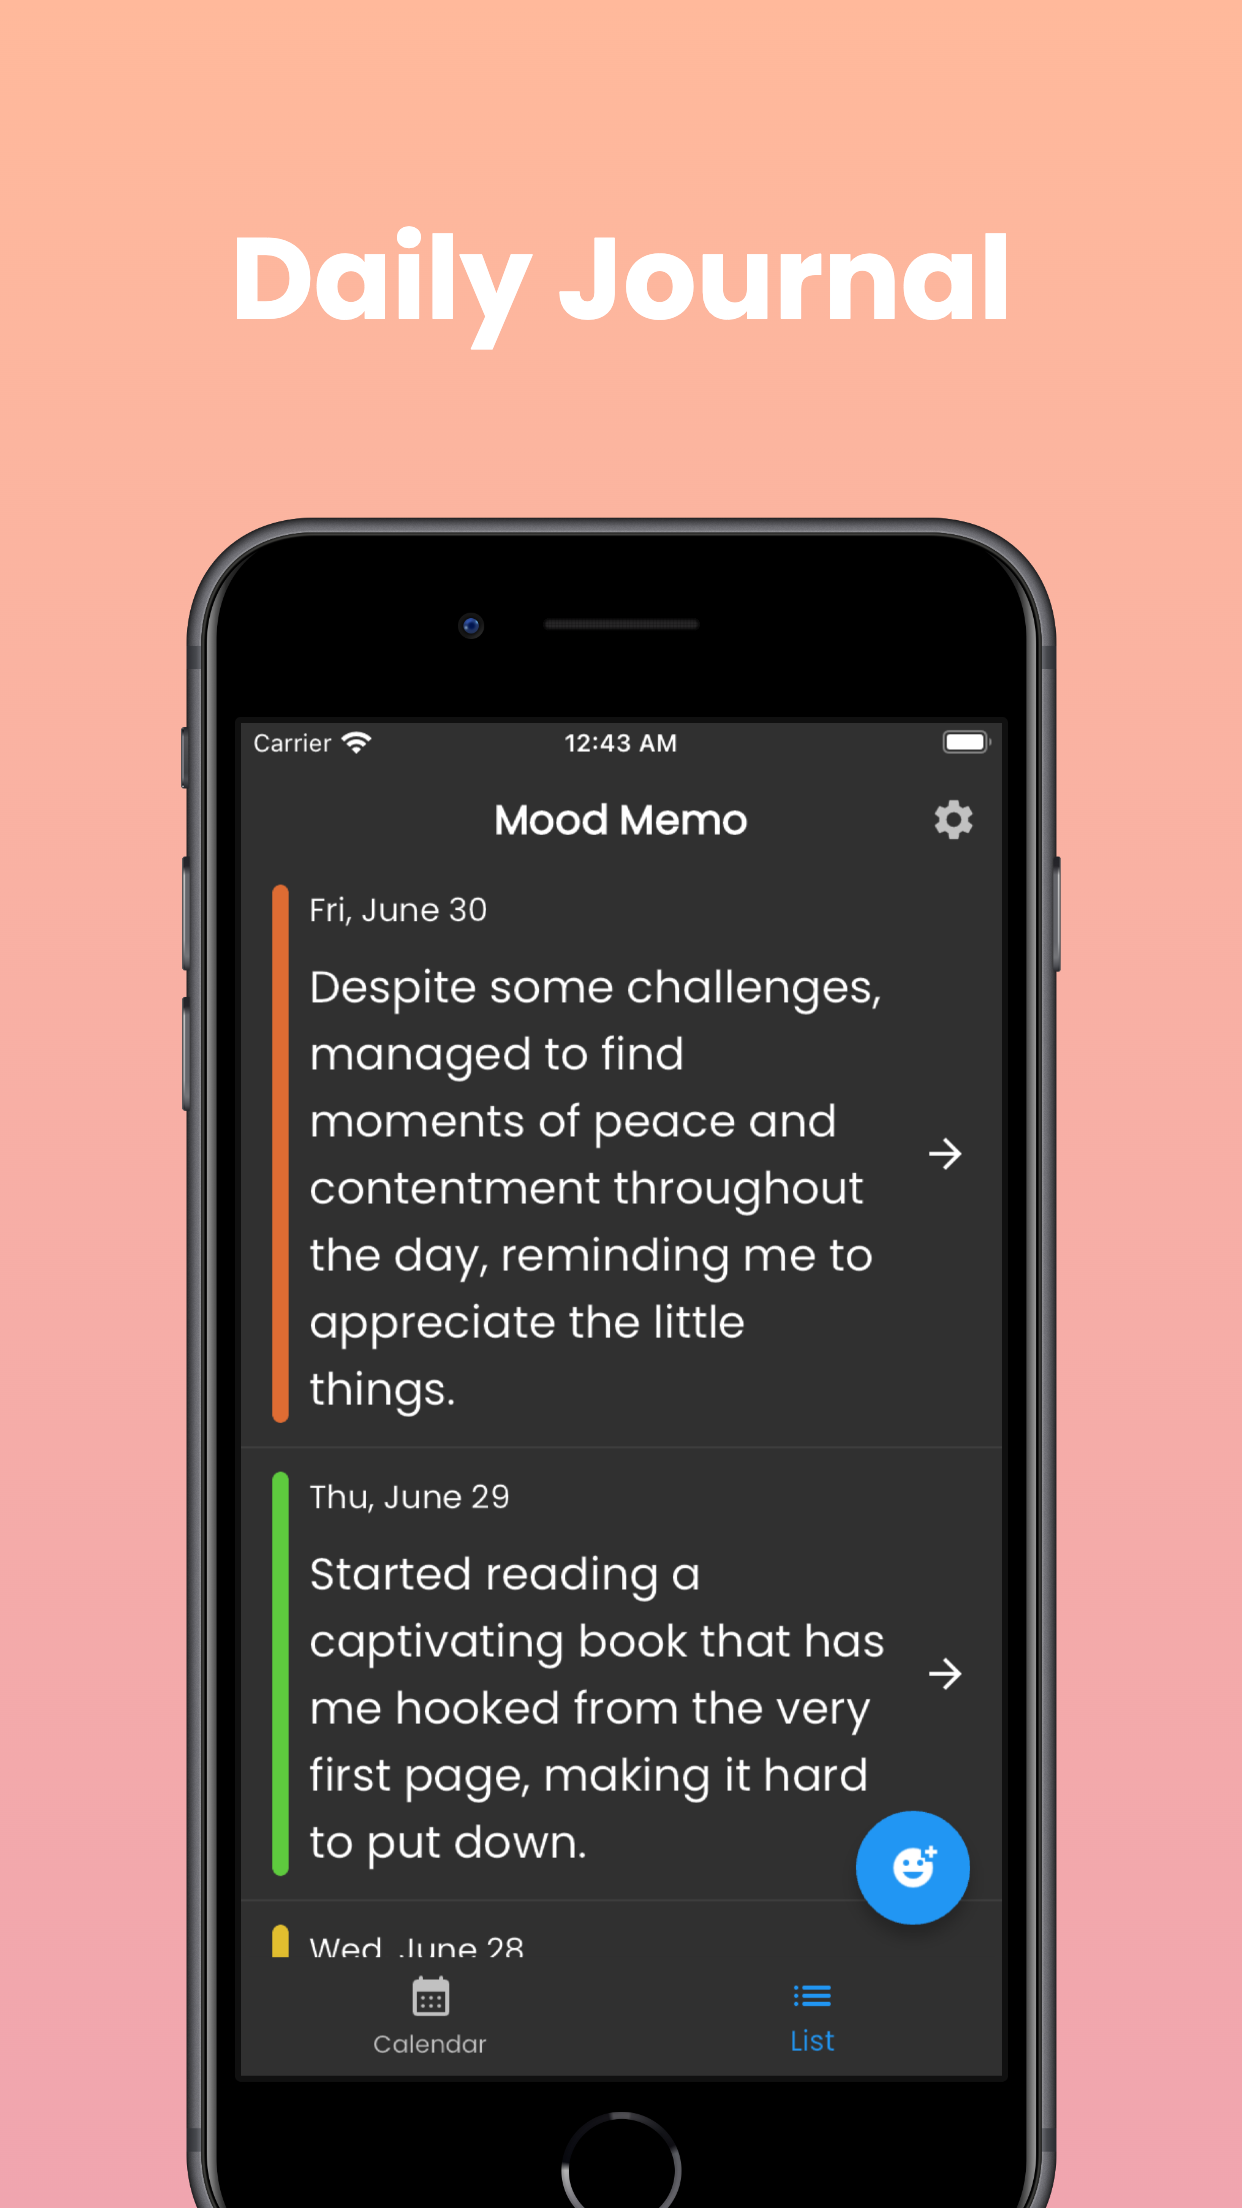 Daily Journal
Carrier
12:43 AM
Mood Memo
Fri, June 30
Despite some challenges,
managed to find
moments of peace and
contentment throughout
the day, reminding me to
appreciate the little
things.
Thu, June 29
Started reading a
captivating book that has
me hooked from the very
first page, making it hard
to put down.
Wed, June 28
Calendar
List